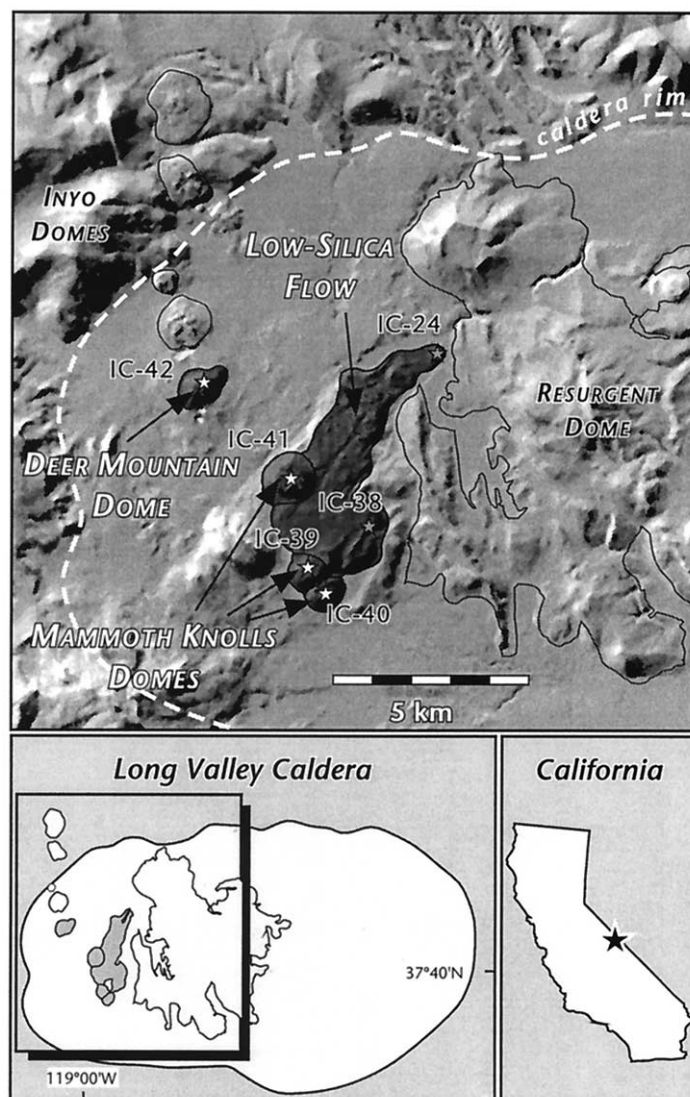 caldera rim
INYO
DOMES
LOW-SILICA
FLOW
IC-24
IC-42
RESURGENT
DOME
IC-41
DEER MOUNTAIN
DOME
IC-38
IC-39
IC-40
MAMMOTH KNOLLS
DOMES
5 km
Long Valley Caldera
California
37°40'N
119°00'W